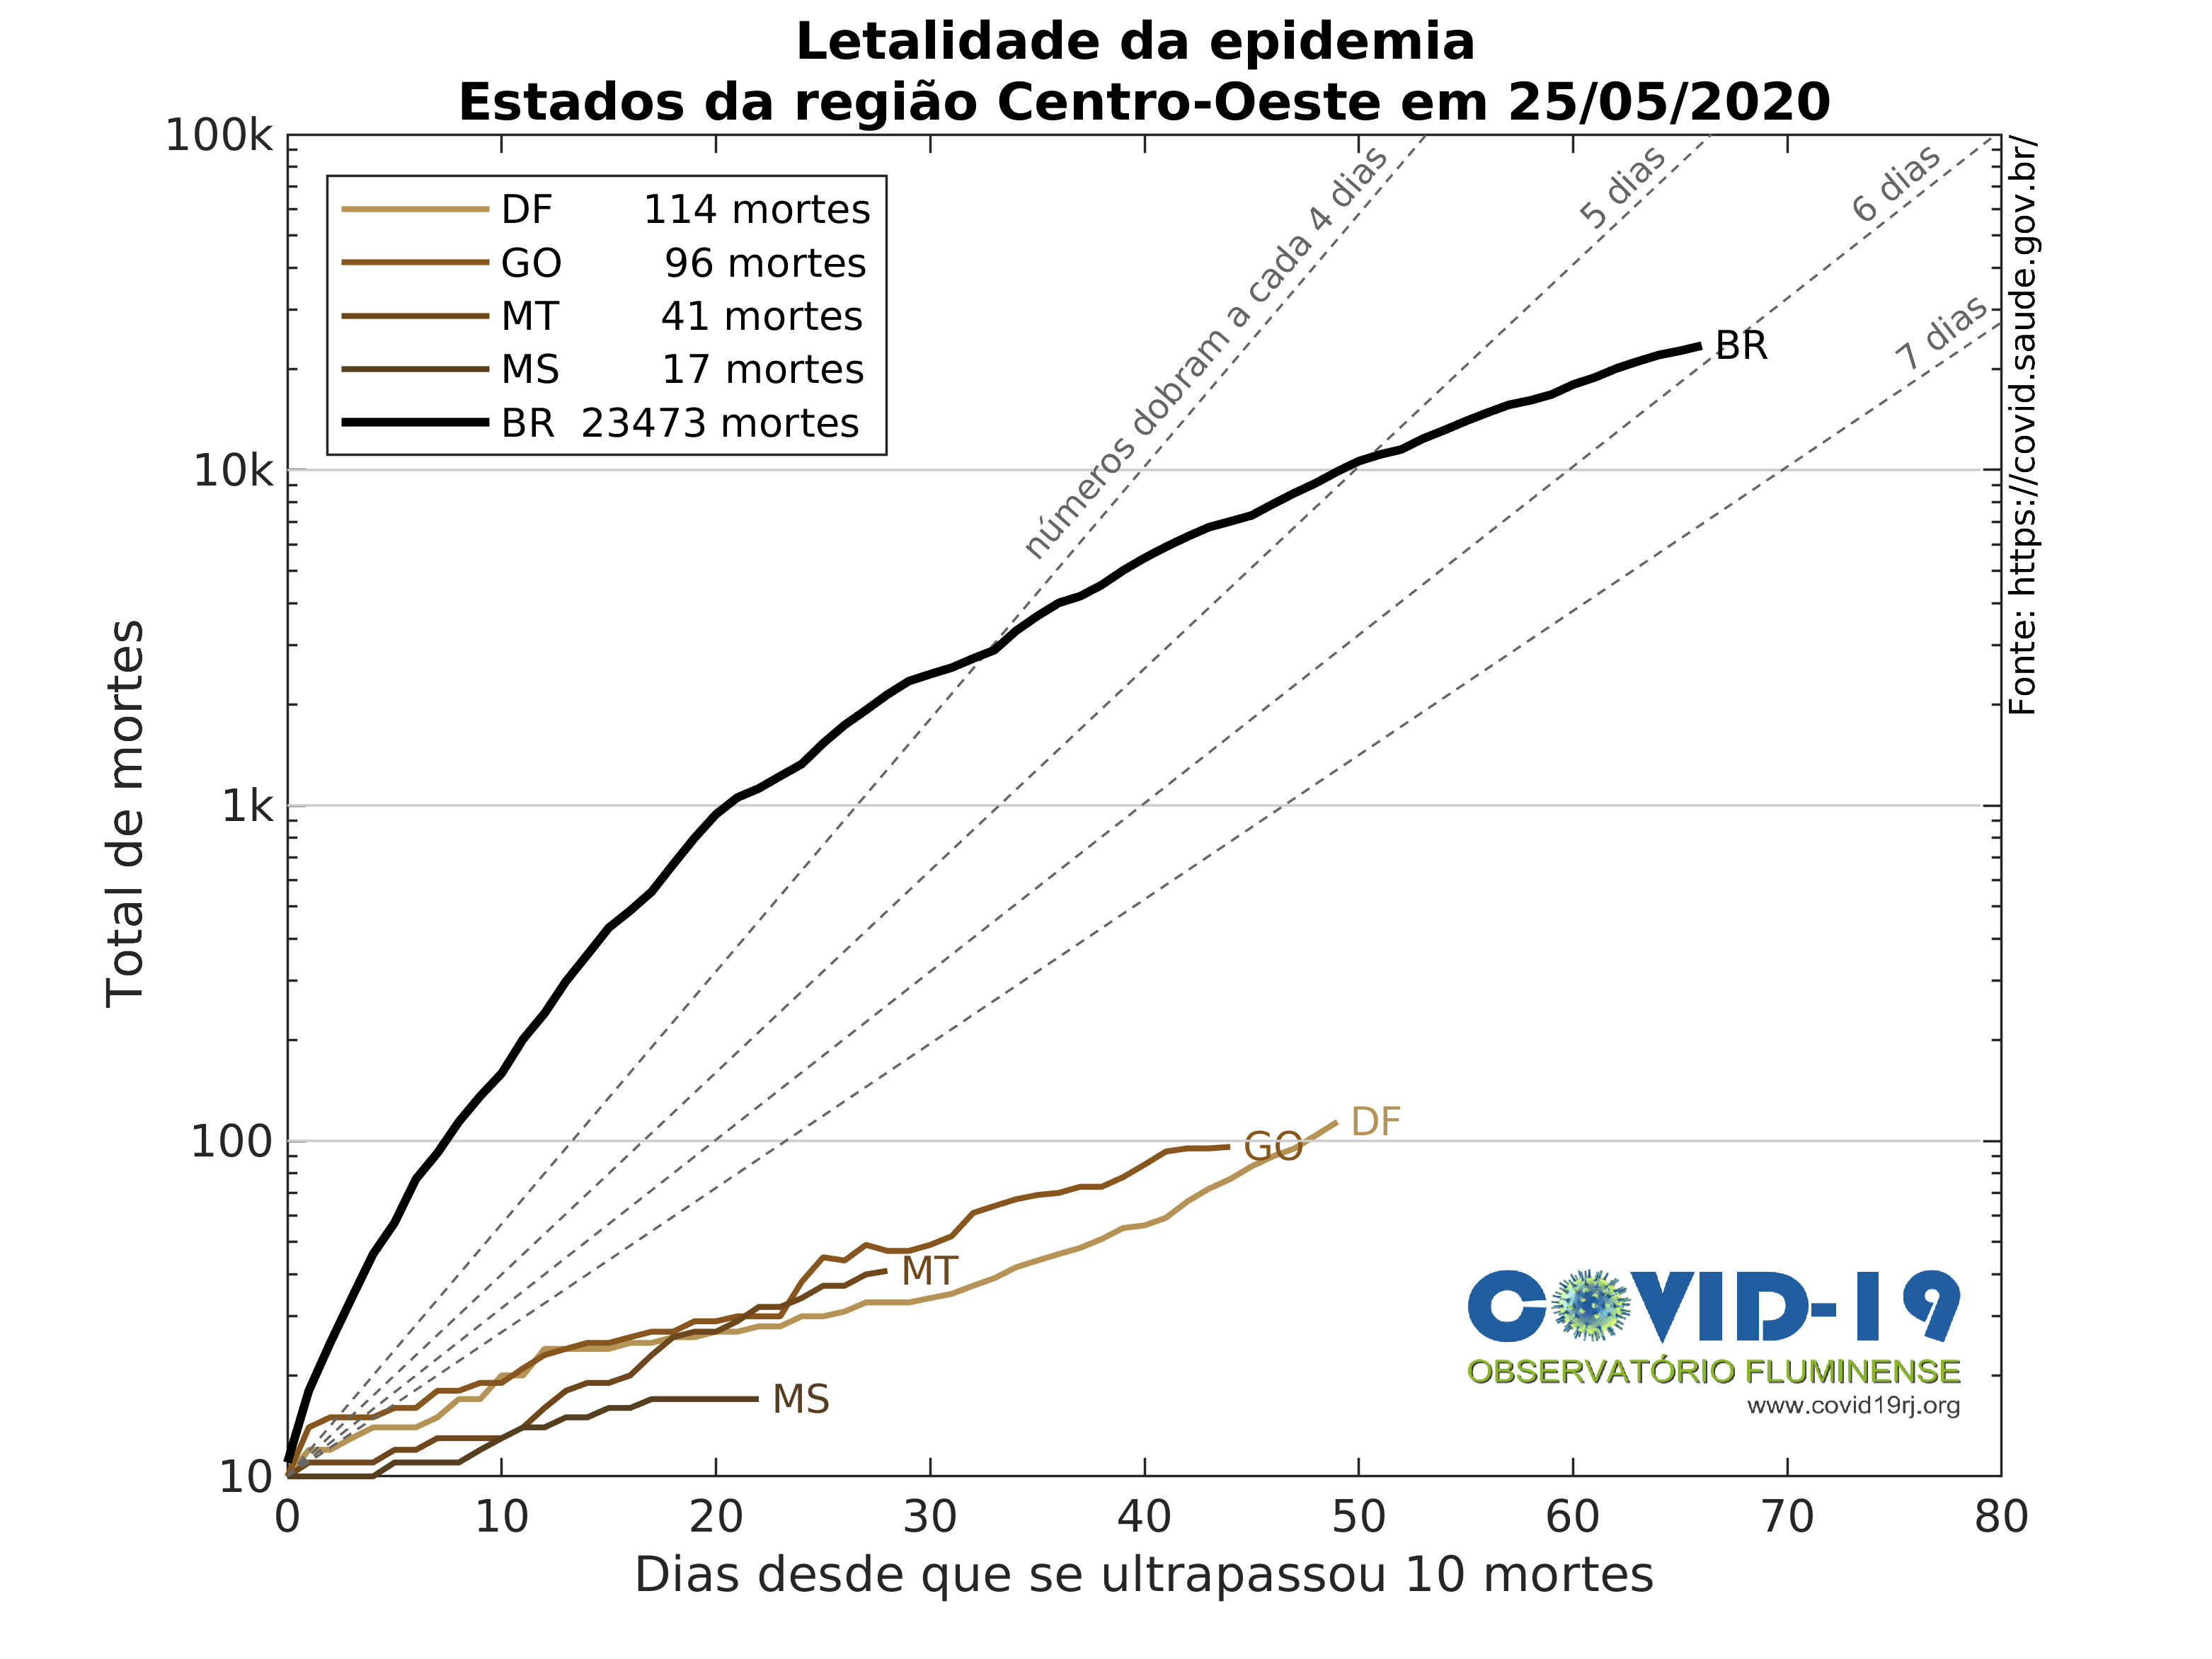 Letalidade da epidemia
Estados da região Centro-Oeste em 25/05/2020
100k
10k
1k
100
10
Total de mortes
DF 114 mortes
GO 96 mortes
MT 41 mortes
MS 17 mortes
BR 23473 mortes
números dobram a cada 4 dias
5 dias
6 dias
7 dias
BR
DF
GO
MT
MS
Fonte: https://covid.saude.gov.br/
COVID-19
OBSERVATÓRIO FLUMINENSE
www.covid19rj.org
0 10 20 30 40 50 60 70 80
Dias desde que se ultrapassou 10 mortes